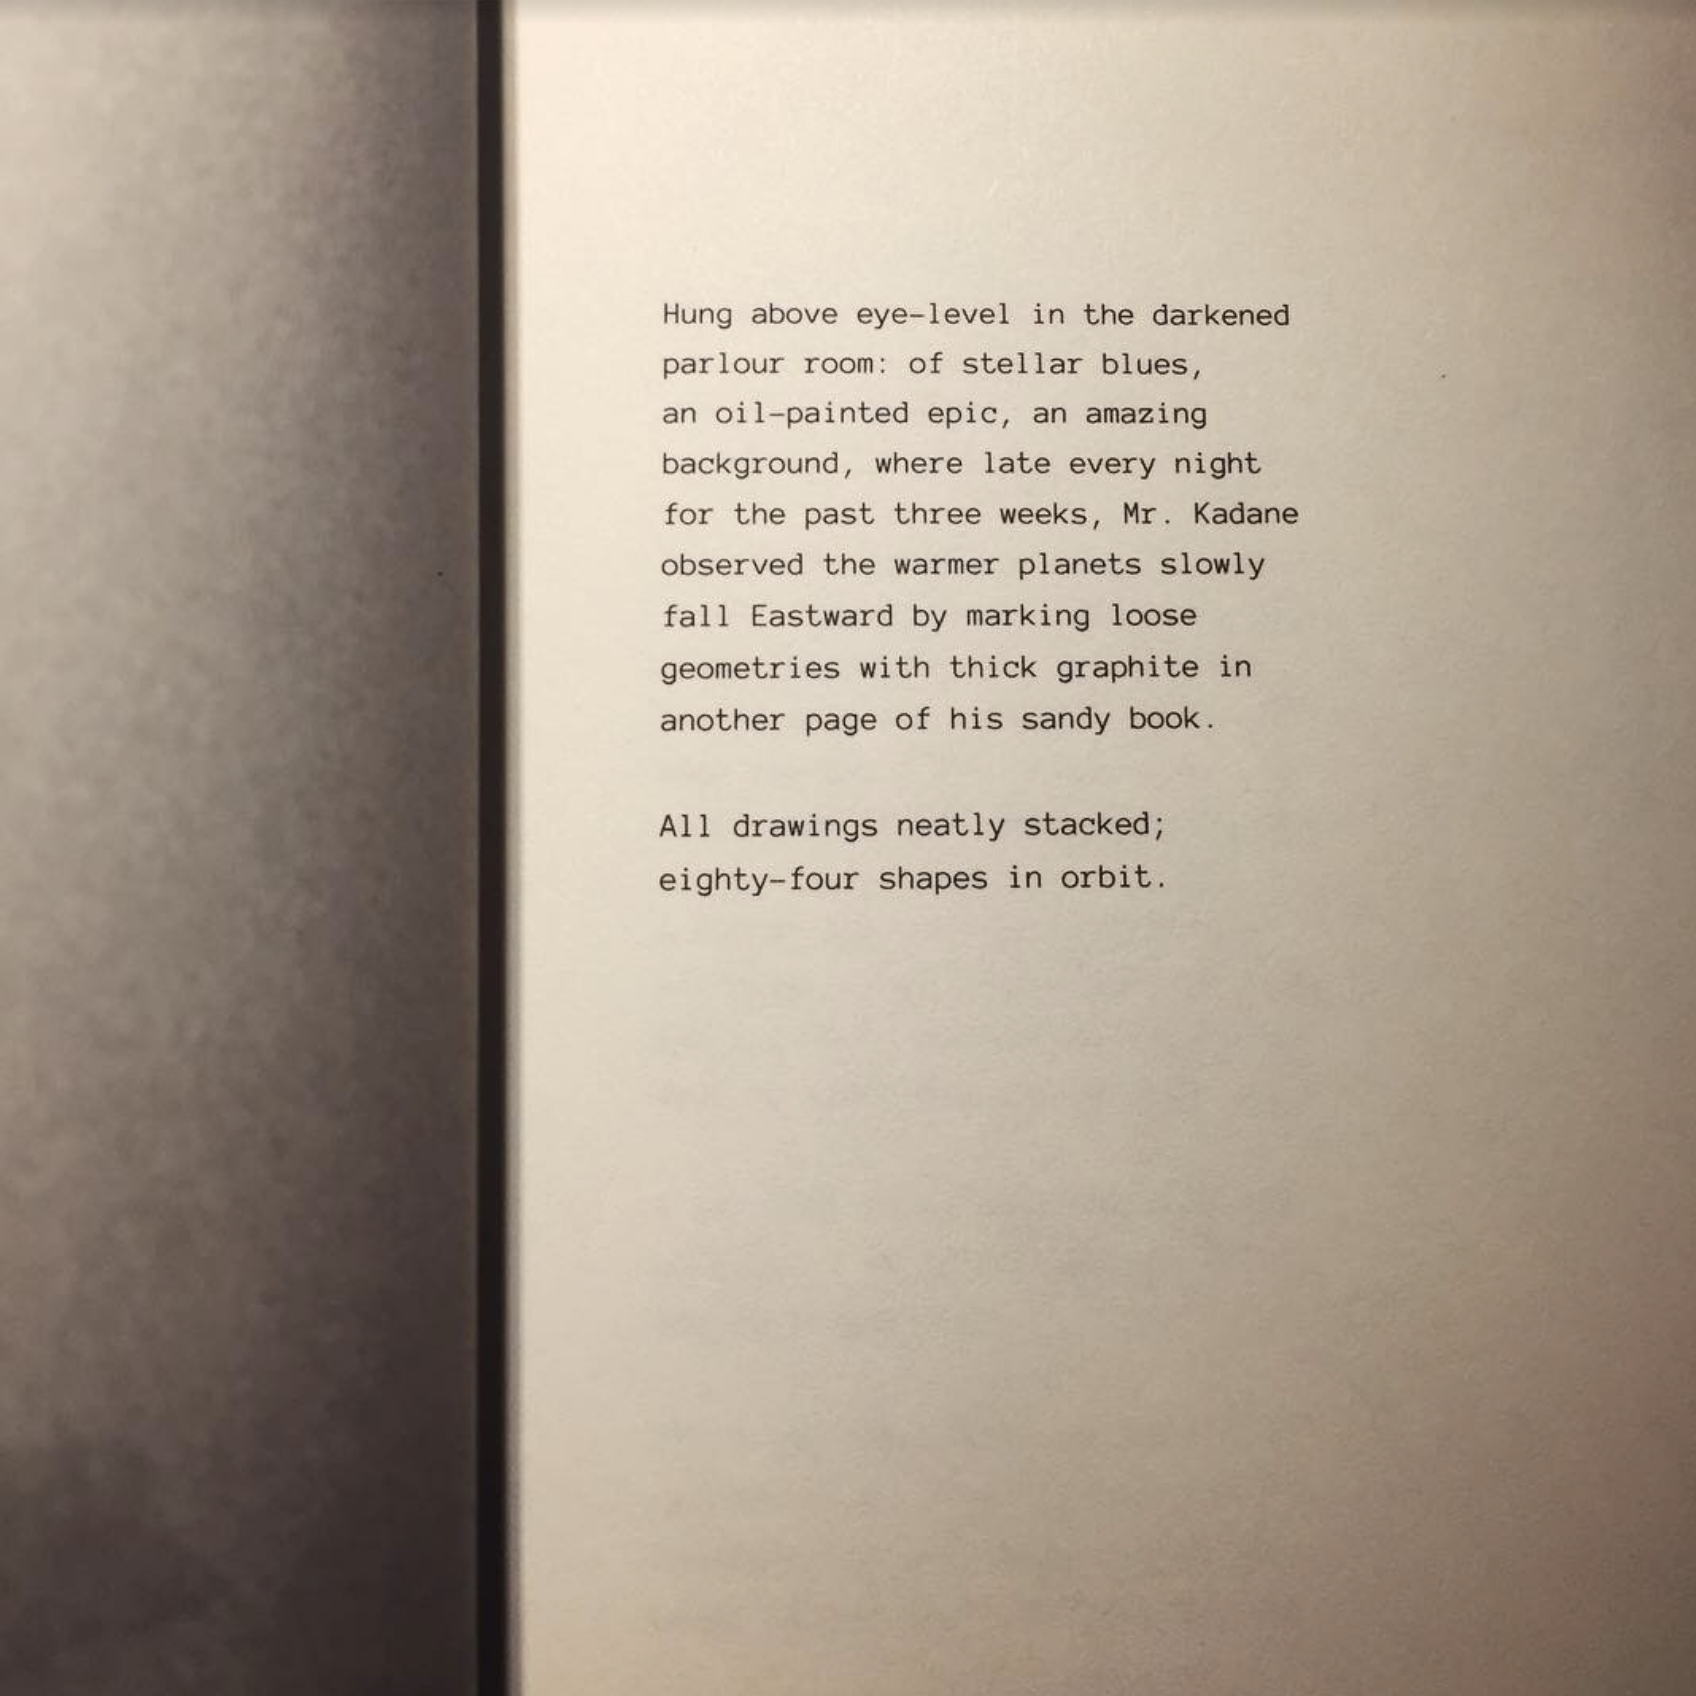 Hung above eye-level in the darkened
parlour room: of stellar blues,
an oil-painted epic, an amazing
background, where late every night
for the past three weeks, Mr. Kadane
observed the warmer planets slowly
fall Eastward by marking loose
geometries with thick graphite in
another page of his sandy book.
All drawings neatly stacked;
eighty-four shapes in orbit.